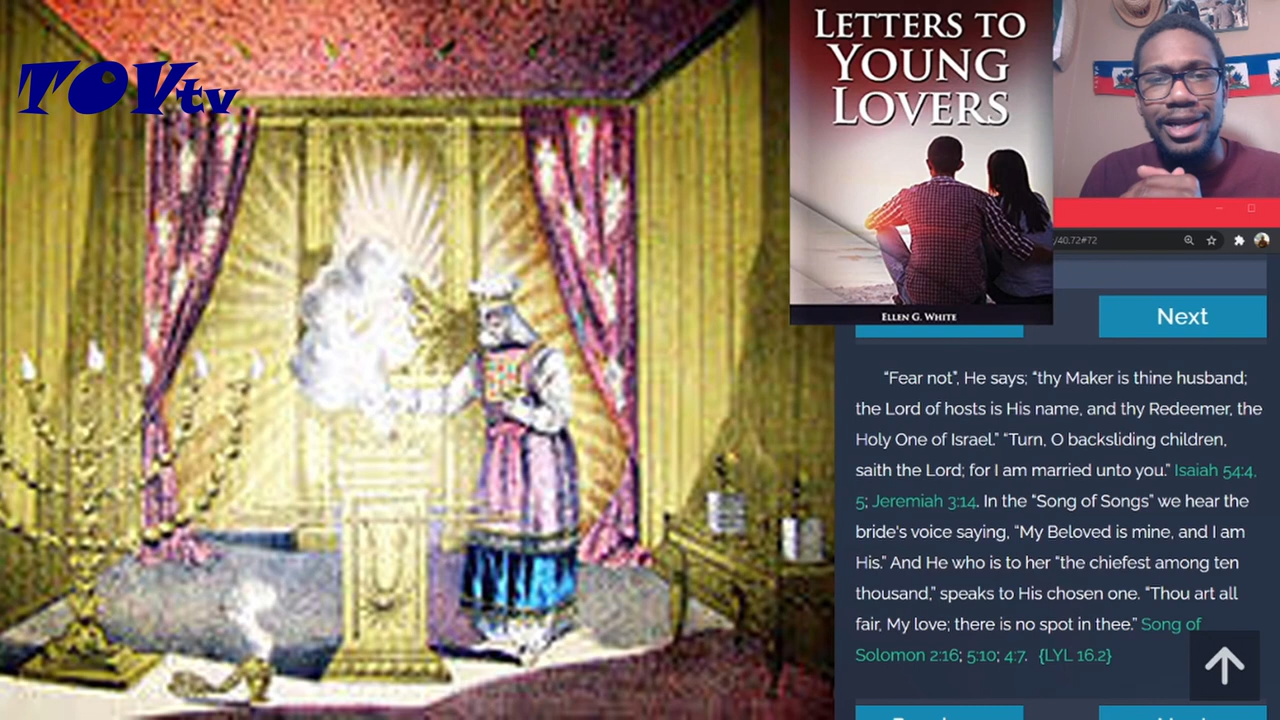 TOVtv
LETTERS TO
YOUNG
LOVERS
ELLEN G. WHITE
/40.72#72
Next
“Fear not”, He says; “thy Maker is thine husband;
the Lord of hosts is His name, and thy Redeemer, the
Holy One of Israel.” “Turn, O backsliding children,
saith the Lord; for I am married unto you.” Isaiah 54:4,
5; Jeremiah 3:14. In the “Song of Songs” we hear the
bride's voice saying, “My Beloved is mine, and I am
His.” And He who is to her “the chiefest among ten
thousand,” speaks to His chosen one. “Thou art all
fair, My love; there is no spot in thee.” Song of
Solomon 2:16; 5:10; 4:7. {LYL 16.2}